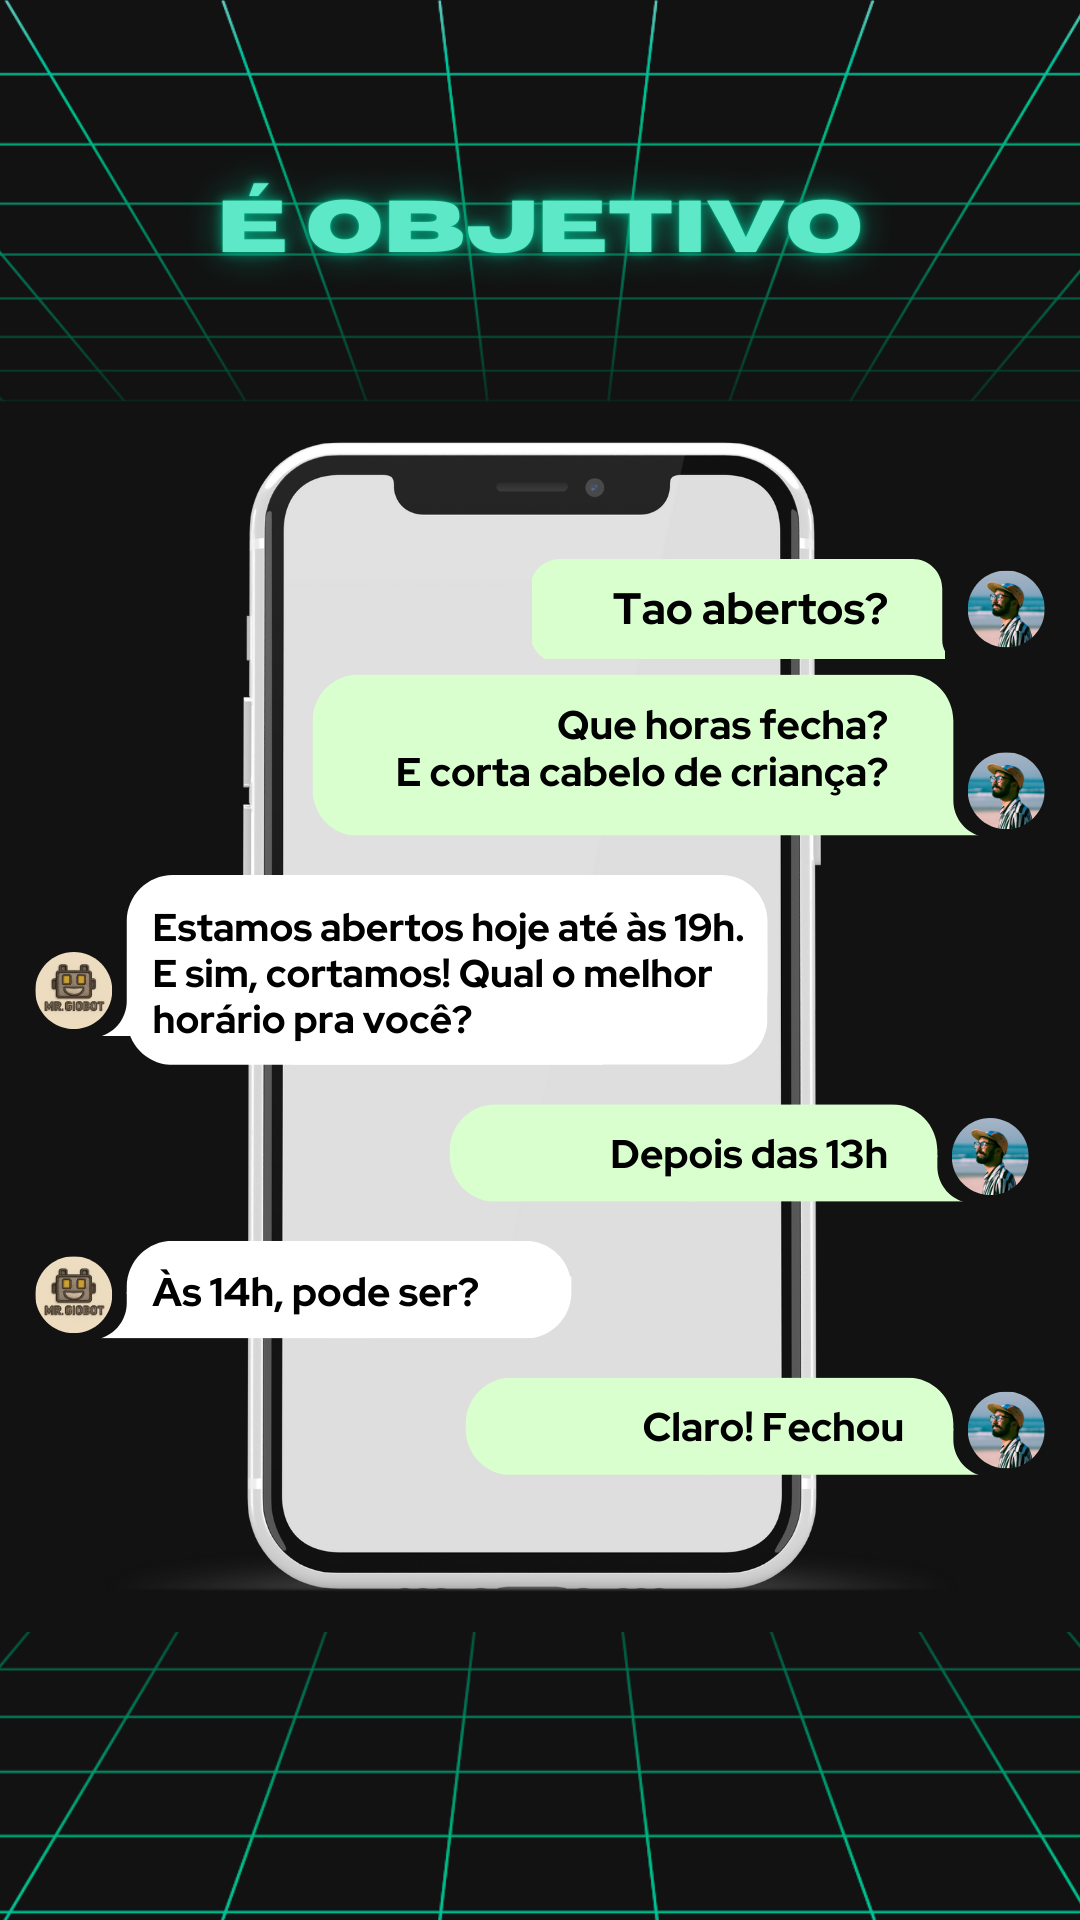 É OBJETIVO
Tao abertos?
Que horas fecha?
E corta cabelo de criança?
Estamos abertos hoje até às 19h.
E sim, cortamos! Qual o melhor
horário pra você?
MR.GIOBOT
Depois das 13h
Às 14h, pode ser?
MR.GIOBOT
Claro! Fechou